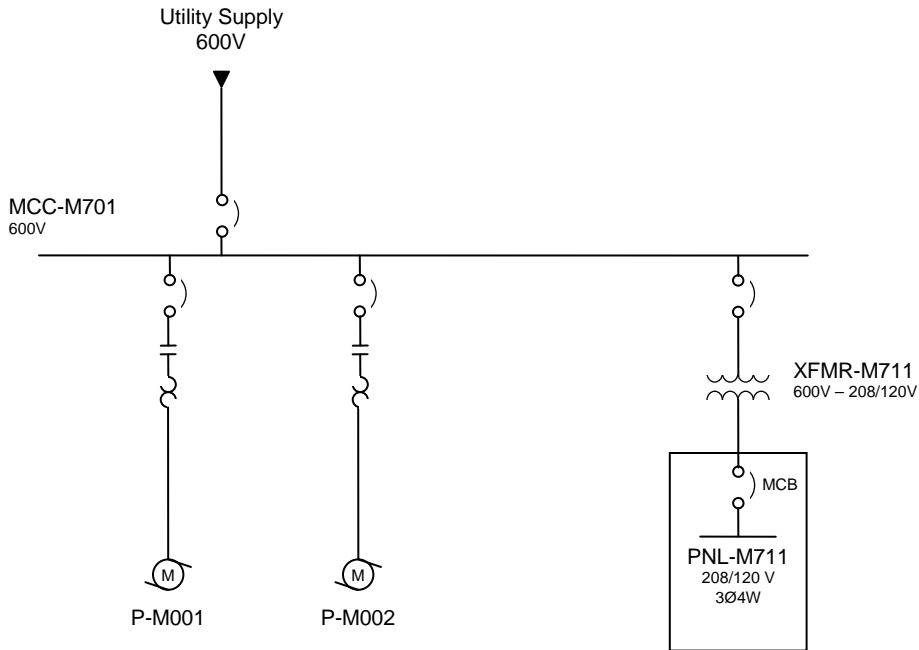 Utility Supply
600V
MCC-M701
600V
XFMR-M711
600V – 208/120V
MCB
PNL-M711
208/120 V
3Ø4W
M
P-M001
M
P-M002